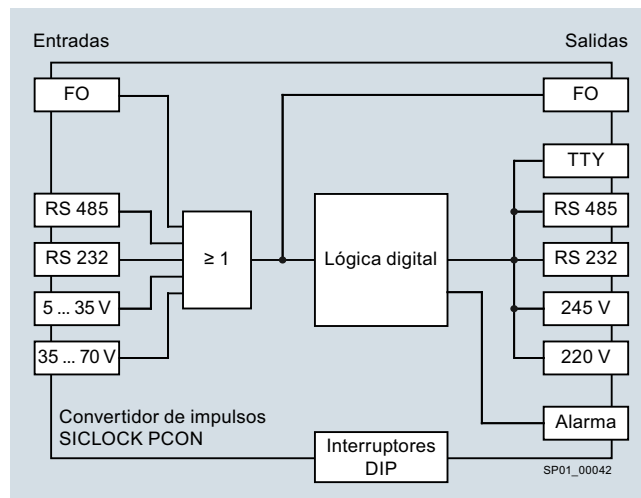 Entradas
Salidas
FO
FO
TTY
RS 485
RS 485
RS 232
≥ 1
Lógica digital
RS 232
5 ... 35 V
245 V
35 ... 70 V
220 V
Convertidor de impulsos
SICLOCK PCON
Alarma
Interruptores
DIP
SP01_00042